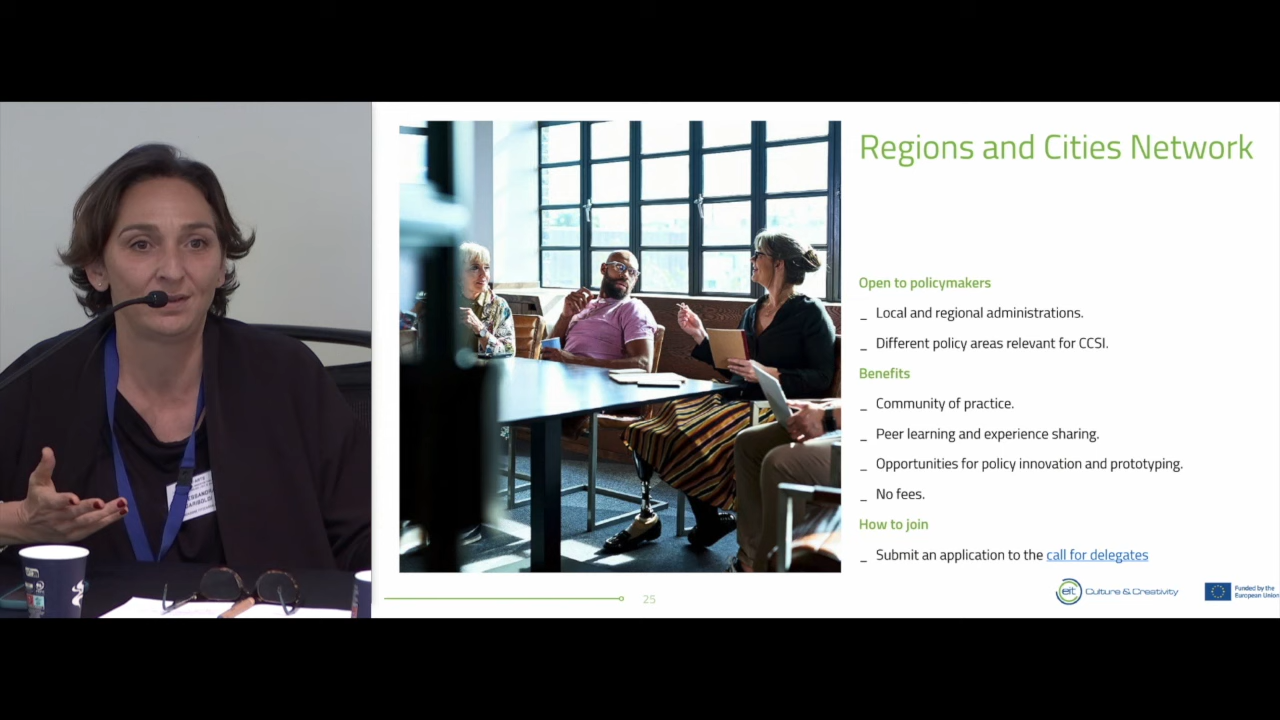 Regions and Cities Network
Open to policymakers
_ Local and regional administrations.
_ Different policy areas relevant for CCSI.
Benefits
_ Community of practice.
_ Peer learning and experience sharing.
_ Opportunities for policy innovation and prototyping.
_ No fees.
How to join
_ Submit an application to the call for delegates
eit Culture & Creativity
Funded by the
European Union
25